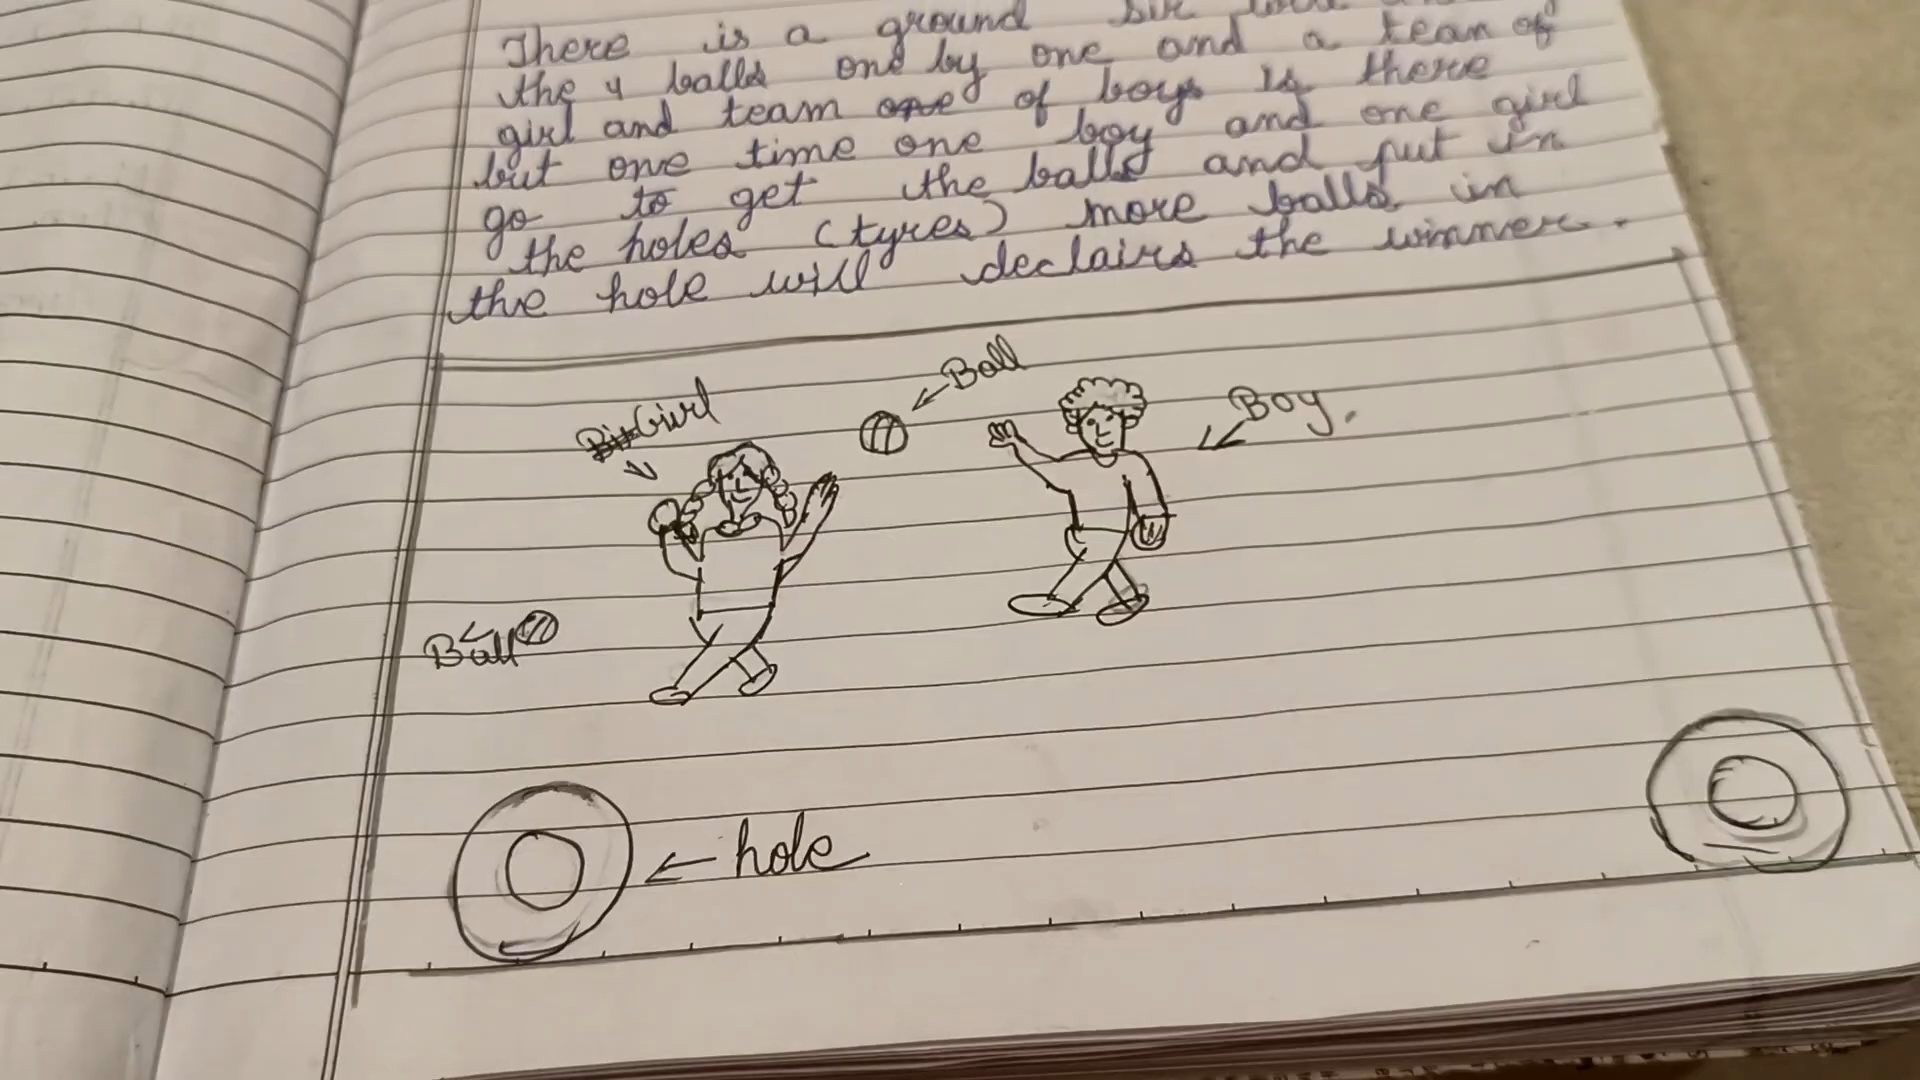 There is a ground sir
the 4 balls one by one and a team of
girl and team of boys is there
but one time one boy and one girl
go to get the balls and put in
the holes (tyres) more balls in
the hole will declairs the winner.
Ball
Girl
Boy.
Ball
hole